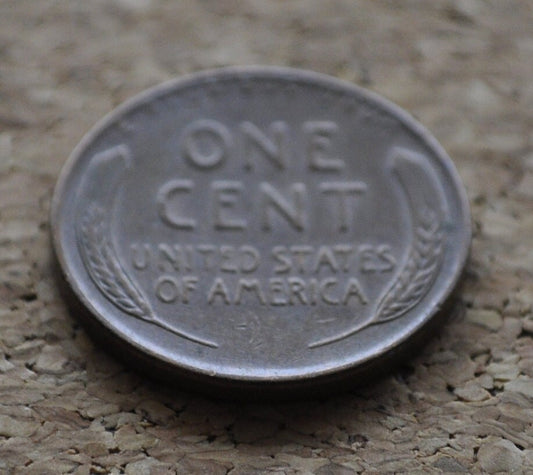 ONE
CENT
UNITED STATES
OF AMERICA